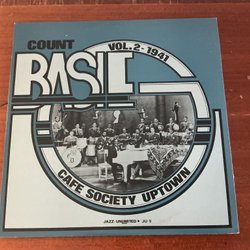 COUNT
VOL. 2 - 1941
BASIE
CAFE SOCIETY UPTOWN
JAZZ-UNLIMITED • JU 5